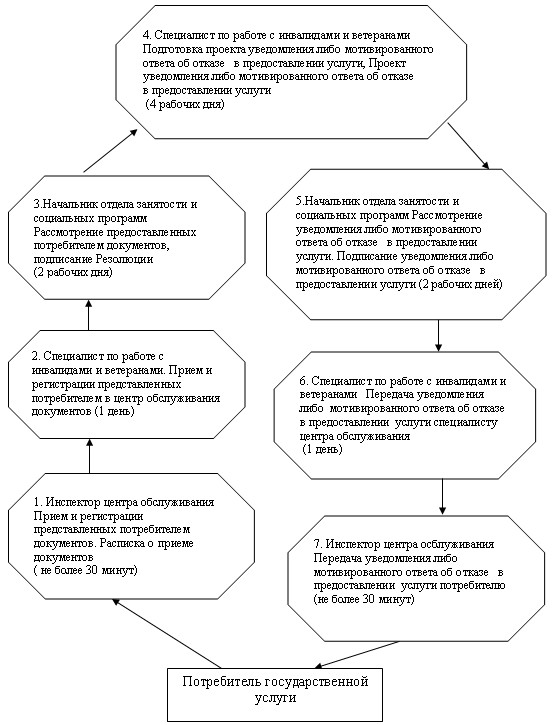 4. Специалист по работе с инвалидами и ветеранами
Подготовка проекта уведомления либо мотивированного
ответа об отказе в предоставлении услуги, Проект
уведомления либо мотивированного ответа об отказе
в предоставлении услуги
(4 рабочих дня)
3.Начальник отдела занятости и
социальных программ
Рассмотрение предоставленных
потребителем документов,
подписание Резолюции
(2 рабочих дня)
5.Начальник отдела занятости и
социальных программ Рассмотрение
уведомления либо мотивированного
ответа об отказе в предоставлении
услуги. Подписание уведомления либо
мотивированного ответа об отказе в
предоставлении услуги (2 рабочих дней)
2. Специалист по работе с
инвалидами и ветеранами. Прием и
регистрации представленных
потребителем в центр обслуживания
документов (1 день)
6. Специалист по работе с инвалидами и
ветеранами Передача уведомления
либо мотивированного ответа об отказе
в предоставлении услуги специалисту
центра обслуживания
(1 день)
1. Инспектор центра обслуживания
Прием и регистрации
представленных потребителем
документов. Расписка о приеме
документов
( не более 30 минут)
7. Инспектор центра осблуживания
Передача уведомления либо
мотивированного ответа об отказе в
предоставлении услуги потребителю
(не более 30 минут)
Потребитель государственной
услуги